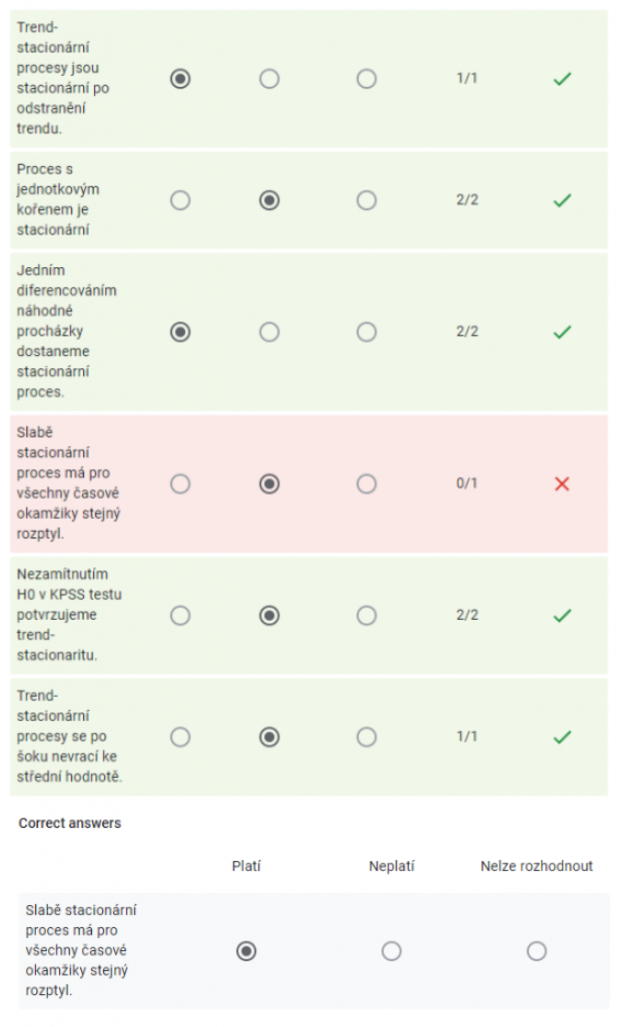 Trend-
stacionární
procesy jsou
stacionární po
odstranění
trendu.
1/1
Proces s
jednotkovým
kořenem je
stacionární
2/2
Jedním
diferencováním
náhodné
procházky
dostaneme
stacionární
proces.
2/2
Slabě
stacionární
proces má pro
všechny časové
okamžiky stejný
rozptyl.
0/1
Nezamítnutím
H0 v KPSS testu
potvrzujeme
trend-
stacionaritu.
2/2
Trend-
stacionární
procesy se po
šoku nevrací ke
střední hodnotě.
1/1
Correct answers
Platí Neplatí Nelze rozhodnout
Slabě stacionární
proces má pro
všechny časové
okamžiky stejný
rozptyl.